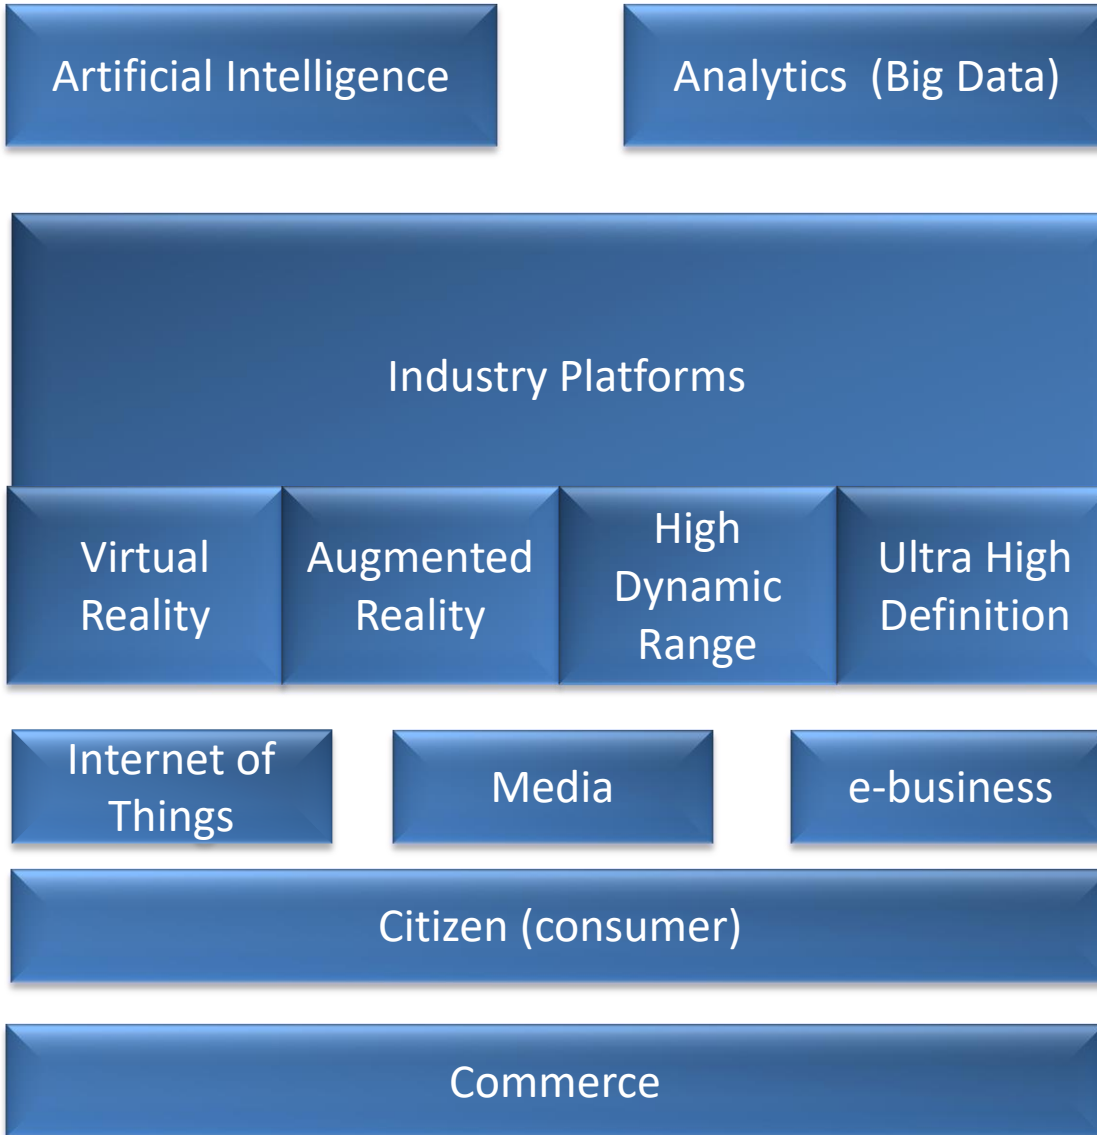 Artificial Intelligence
Analytics (Big Data)
Industry Platforms
Virtual
Reality
Augmented
Reality
High
Dynamic
Range
Ultra High
Definition
Internet of
Things
Media
e-business
Citizen (consumer)
Commerce